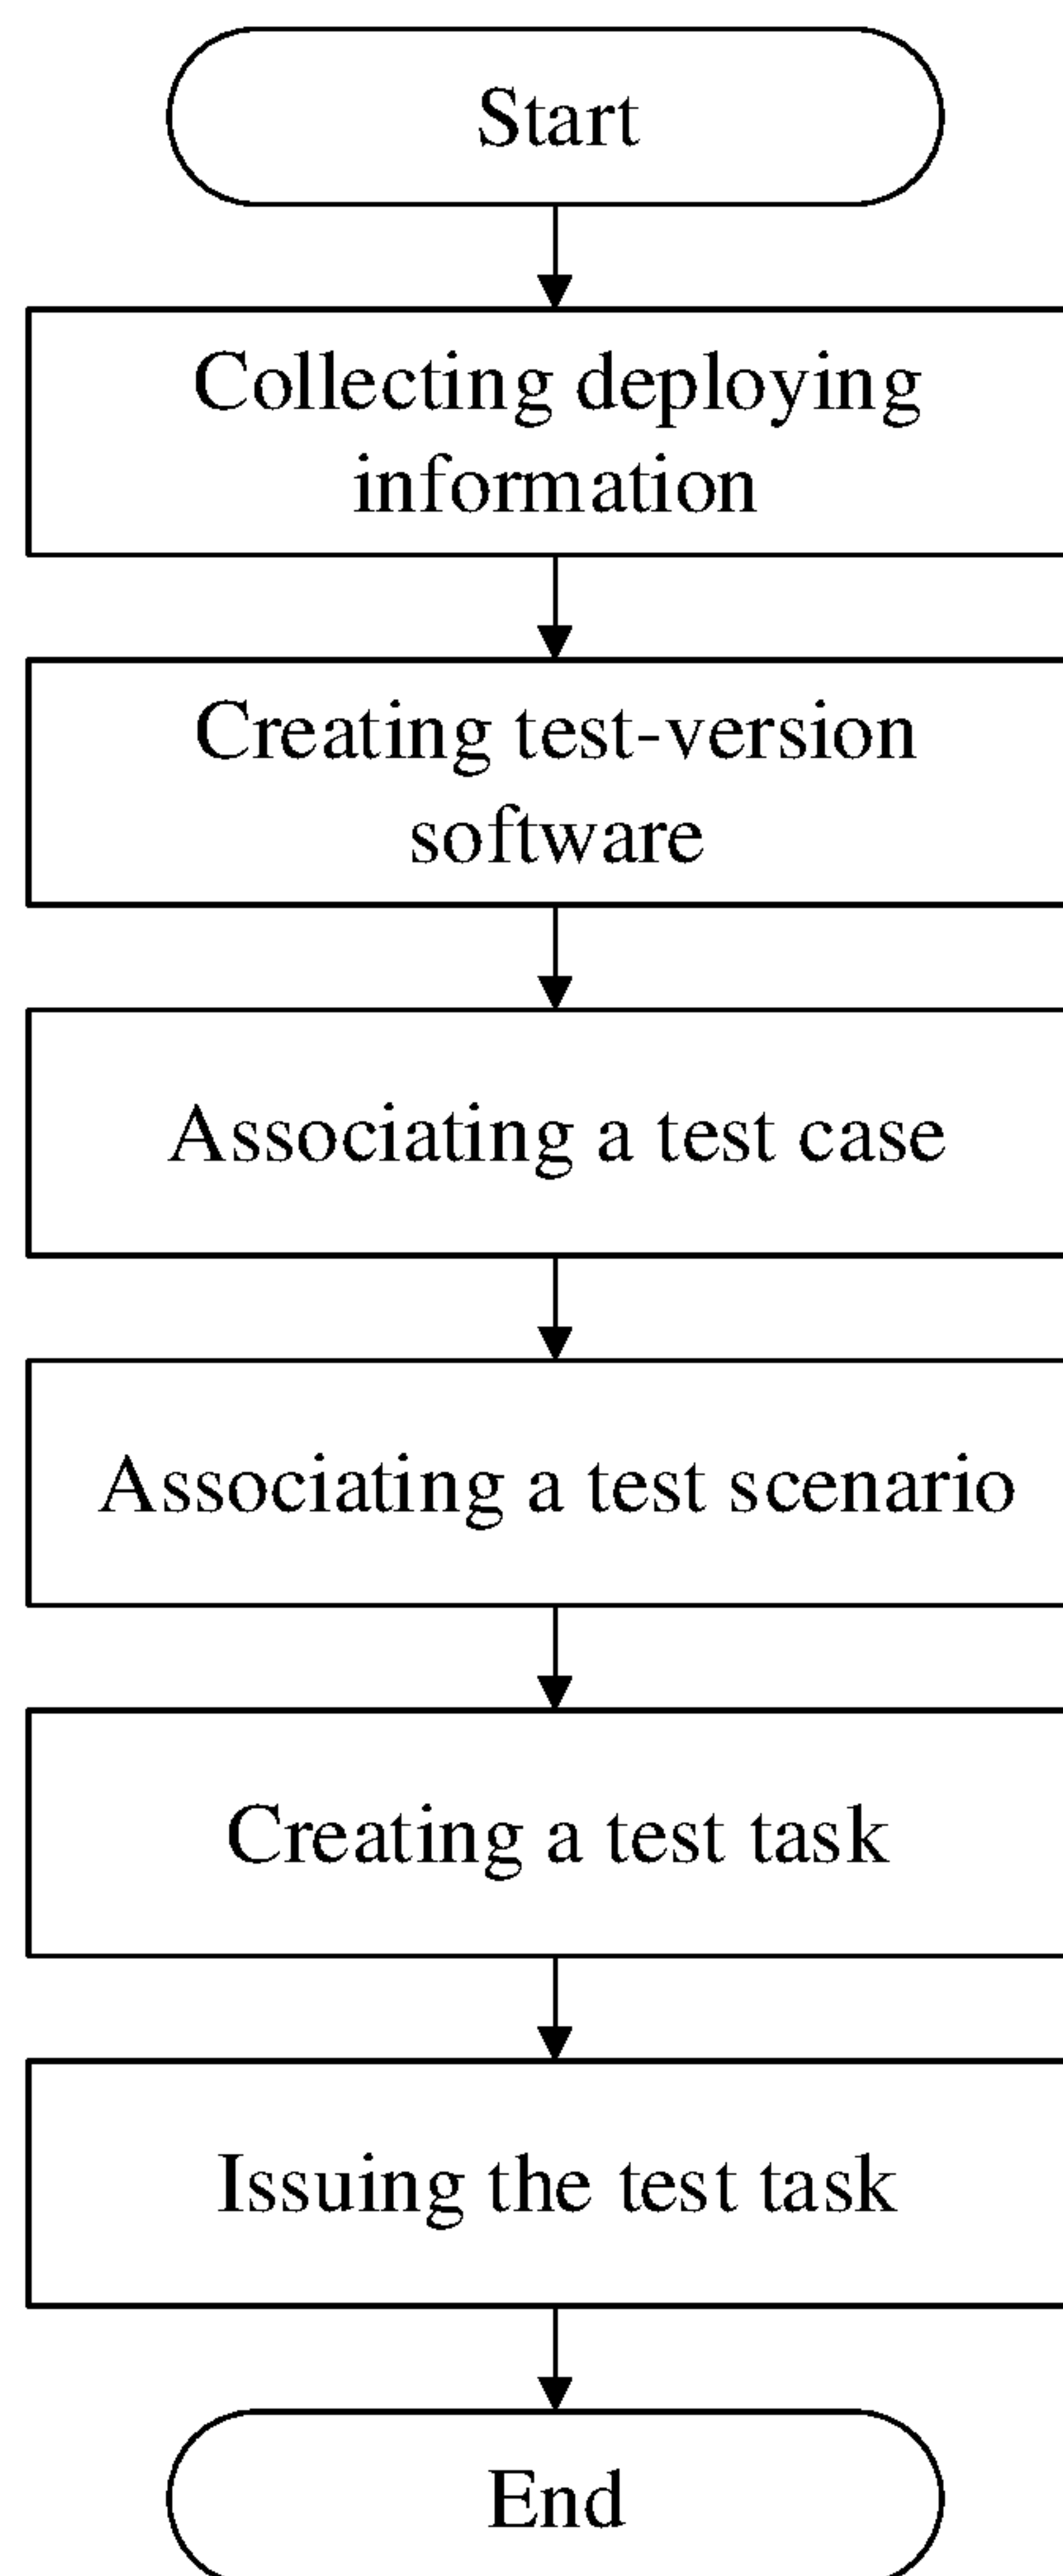 Start
Collecting deploying
information
Creating test-version
software
Associating a test case
Associating a test scenario
Creating a test task
Issuing the test task
End